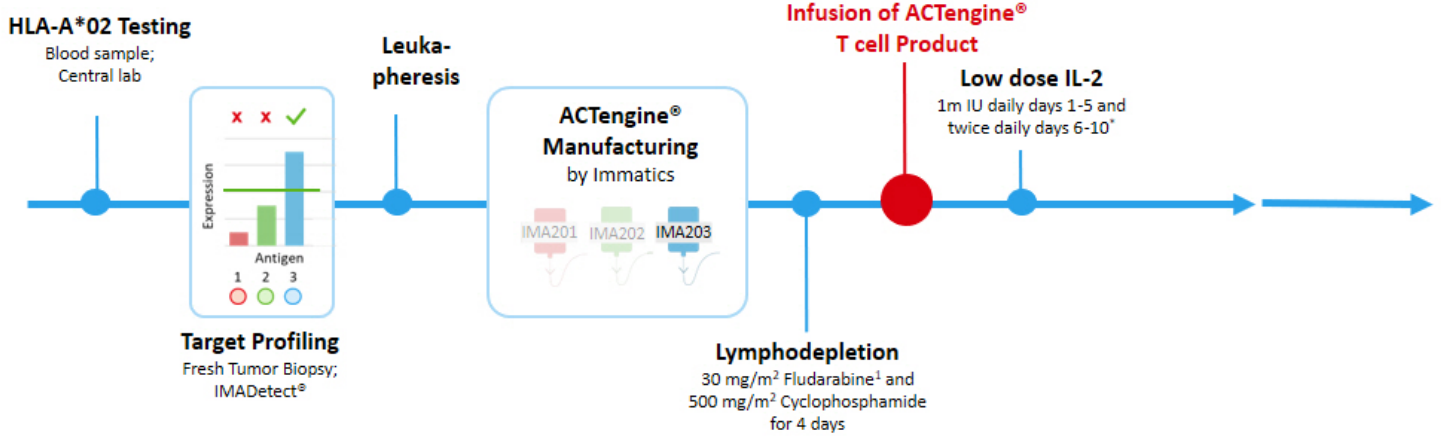 HLA-A*02 Testing
Blood sample;
Central lab
x x
Expression
Antigen
1 2 3
Target Profiling
Fresh Tumor Biopsy;
IMADetect®
Leuka-
pheresis
ACTengine®
Manufacturing
by Immatics
IMA201 IMA202 IMA203
Lymphodepletion
30 mg/m² Fludarabine¹ and
500 mg/m² Cyclophosphamide
for 4 days
Infusion of ACTengine®
T cell Product
Low dose IL-2
1m IU daily days 1-5 and
twice daily days 6-10*